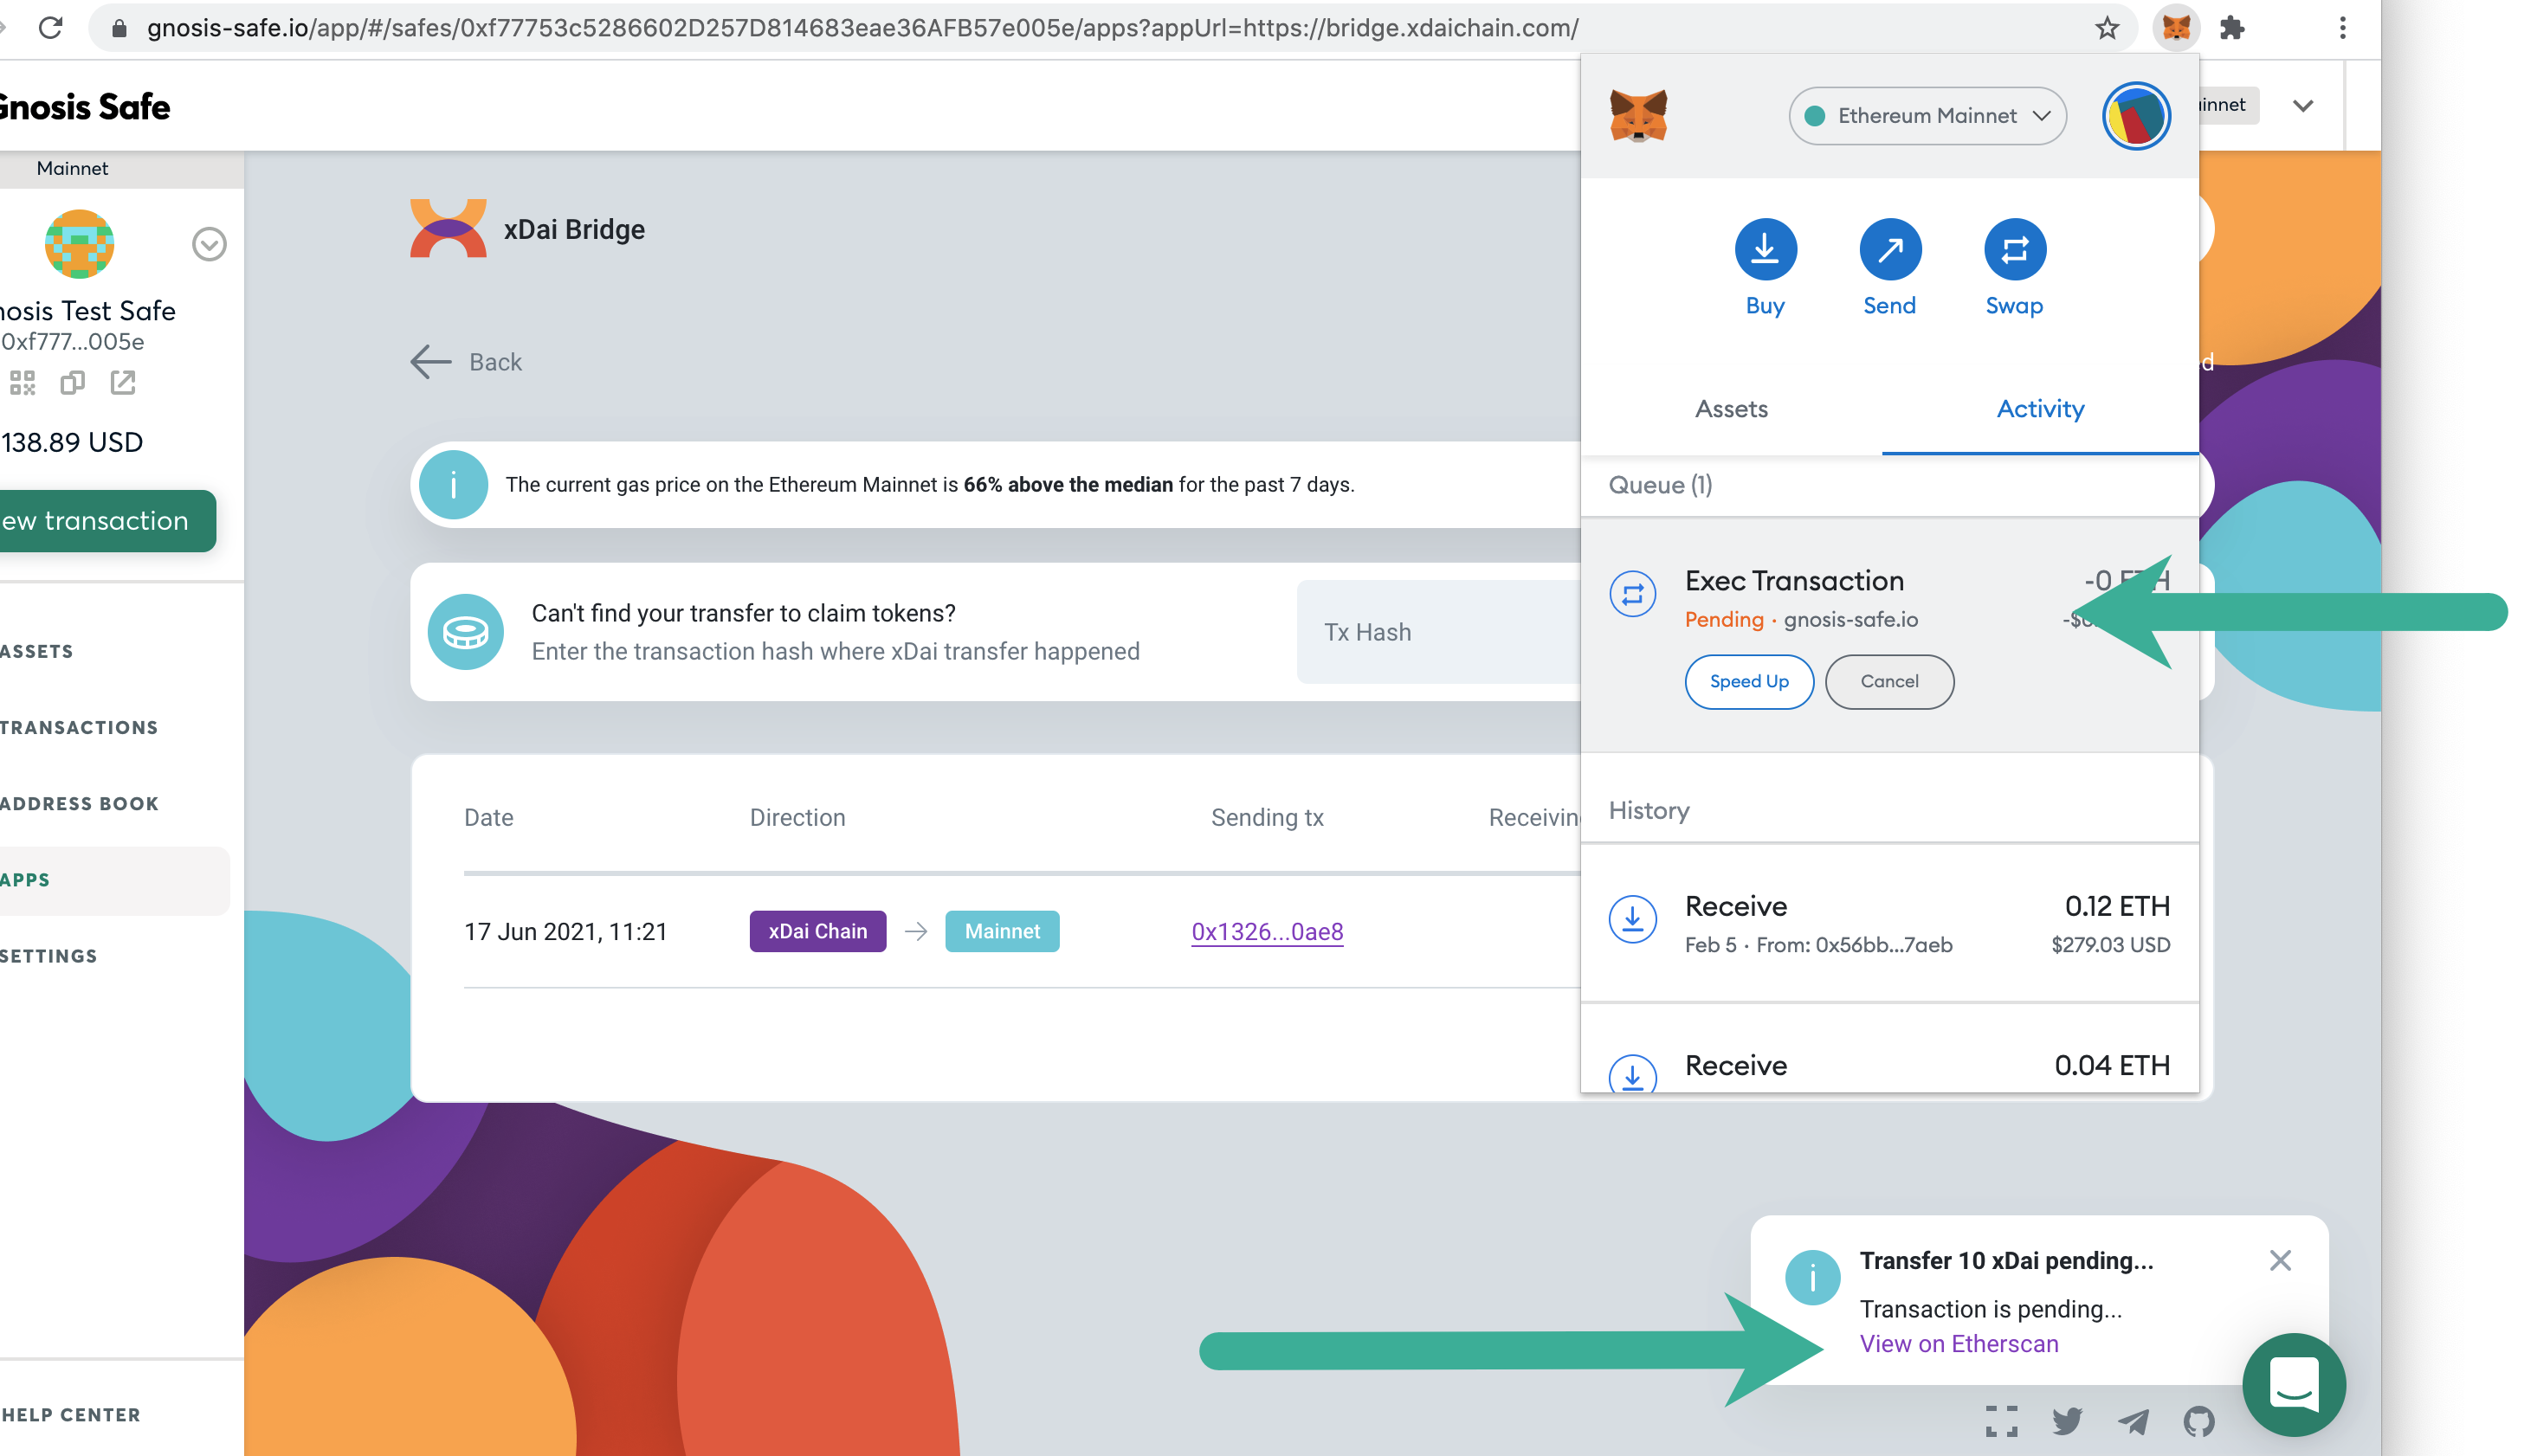 gnosis-safe.io/app/#/safes/0xf77753c5286602D257D814683eae36AFB57e005e/apps?appUrl=https://bridge.xdaichain.com/
Gnosis Safe
Ethereum Mainnet
Mainnet
xDai Bridge
Buy
Send
Swap
Test Safe
0xf777...005e
Back
Assets
Activity
138.89 USD
The current gas price on the Ethereum Mainnet is 66% above the median for the past 7 days.
Queue (1)
transaction
Can't find your transfer to claim tokens?
Enter the transaction hash where xDai transfer happened
Tx Hash
Exec Transaction
-0 ETH
Pending · gnosis-safe.io
Speed Up
Cancel
ASSETS
TRANSACTIONS
ADDRESS BOOK
APPS
SETTINGS
HELP CENTER
Date
Direction
Sending tx
Receiving
History
17 Jun 2021, 11:21
xDai Chain
Mainnet
0x1326...0ae8
Receive
0.12 ETH
Feb 5 · From: 0x56bb...7aeb
$279.03 USD
Receive
0.04 ETH
Transfer 10 xDai pending...
Transaction is pending...
View on Etherscan